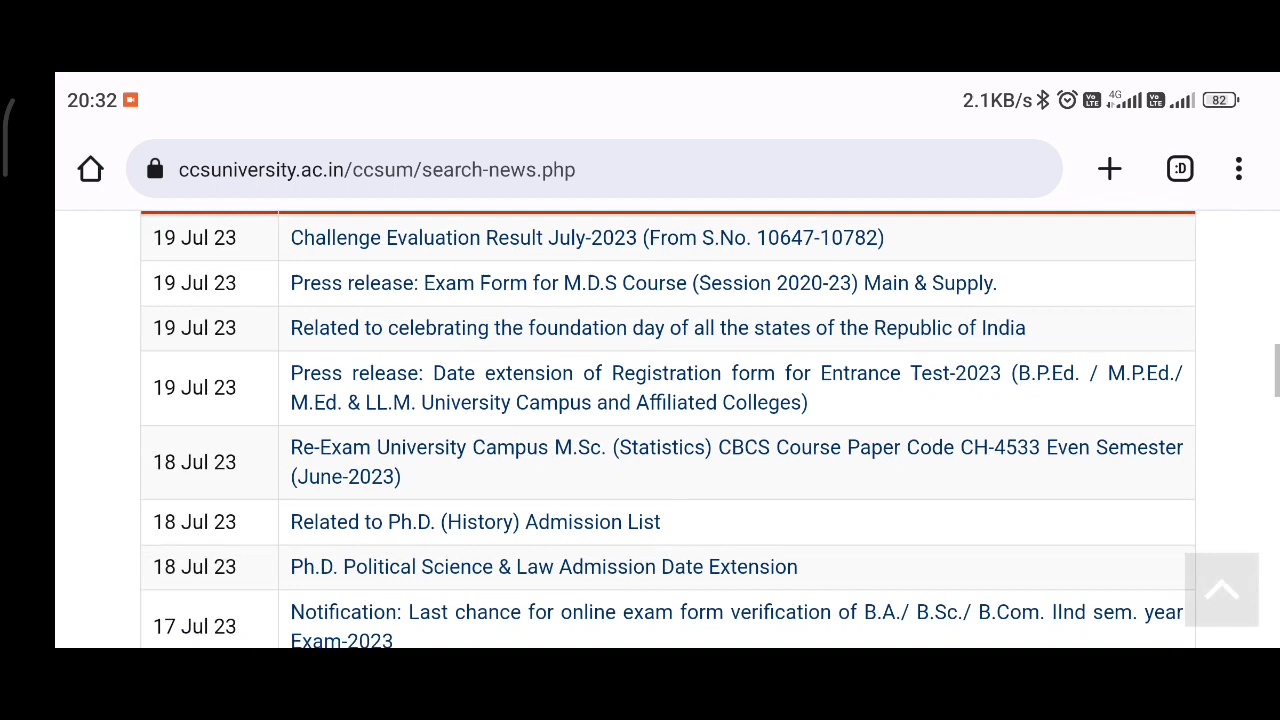 20:32
2.1KB/s 4G 82
ccsuniversity.ac.in/ccsum/search-news.php
:D
19 Jul 23 Challenge Evaluation Result July-2023 (From S.No. 10647-10782)
19 Jul 23 Press release: Exam Form for M.D.S Course (Session 2020-23) Main & Supply.
19 Jul 23 Related to celebrating the foundation day of all the states of the Republic of India
19 Jul 23 Press release: Date extension of Registration form for Entrance Test-2023 (B.P.Ed. / M.P.Ed./
M.Ed. & LL.M. University Campus and Affiliated Colleges)
18 Jul 23 Re-Exam University Campus M.Sc. (Statistics) CBCS Course Paper Code CH-4533 Even Semester
(June-2023)
18 Jul 23 Related to Ph.D. (History) Admission List
18 Jul 23 Ph.D. Political Science & Law Admission Date Extension
17 Jul 23 Notification: Last chance for online exam form verification of B.A./ B.Sc./ B.Com. IInd sem. year
Exam-2023